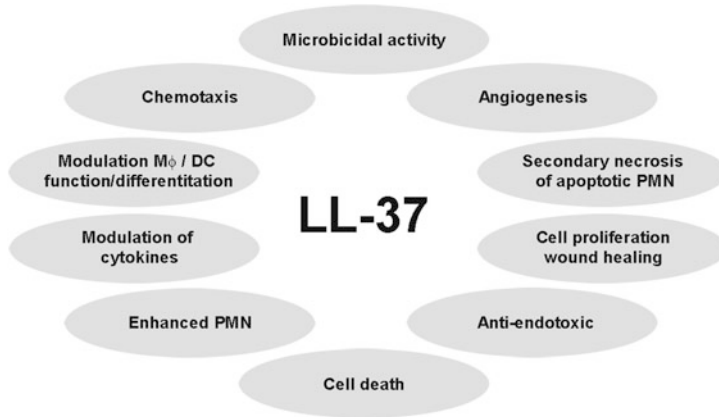 Microbicidal activity
Chemotaxis
Angiogenesis
Modulation Mϕ / DC
function/differentitation
Secondary necrosis
of apoptotic PMN
LL-37
Modulation of
cytokines
Cell proliferation
wound healing
Enhanced PMN
Anti-endotoxic
Cell death